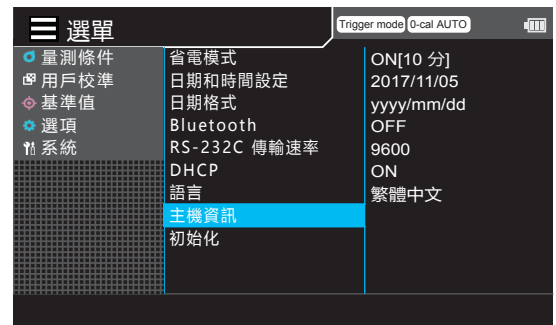 選單
Trigger mode 0-cal AUTO
量測條件
用戶校準
基準值
選項
系統
省電模式 ON[10 分]
日期和時間設定 2017/11/05
日期格式 yyyy/mm/dd
Bluetooth OFF
RS-232C 傳輸速率 9600
DHCP ON
語言 繁體中文
主機資訊
初始化